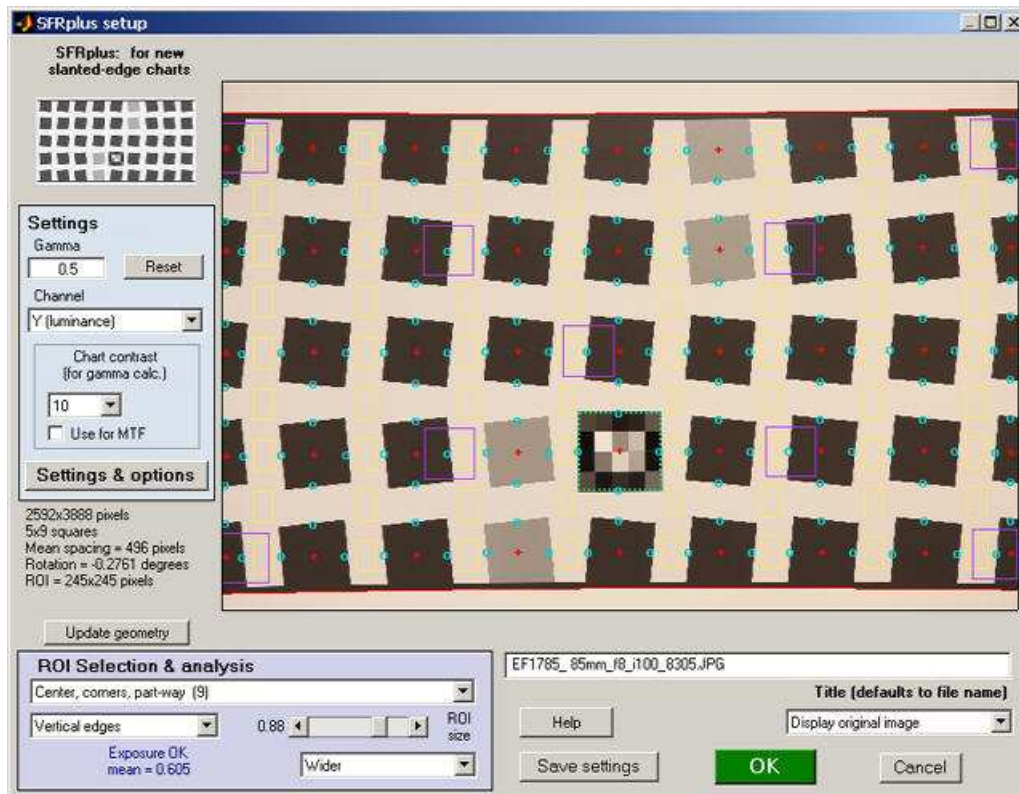 SFRplus setup
SFRplus: for new
slanted-edge charts
Settings
Gamma
0.5
Reset
Channel
Y (luminance)
Chart contrast
(for gamma calc.)
10
Use for MTF
Settings & options
2592x3888 pixels
5x9 squares
Mean spacing = 496 pixels
Rotation = -0.2761 degrees
ROI = 245x245 pixels
Update geometry
ROI Selection & analysis
Center, corners, part-way (9)
Vertical edges
0.88
ROI
size
Exposure OK
mean = 0.605
Wider
EF1785_ 85mm_f8_i100_8305.JPG
Title (defaults to file name)
Help
Display original image
Save settings
OK
Cancel